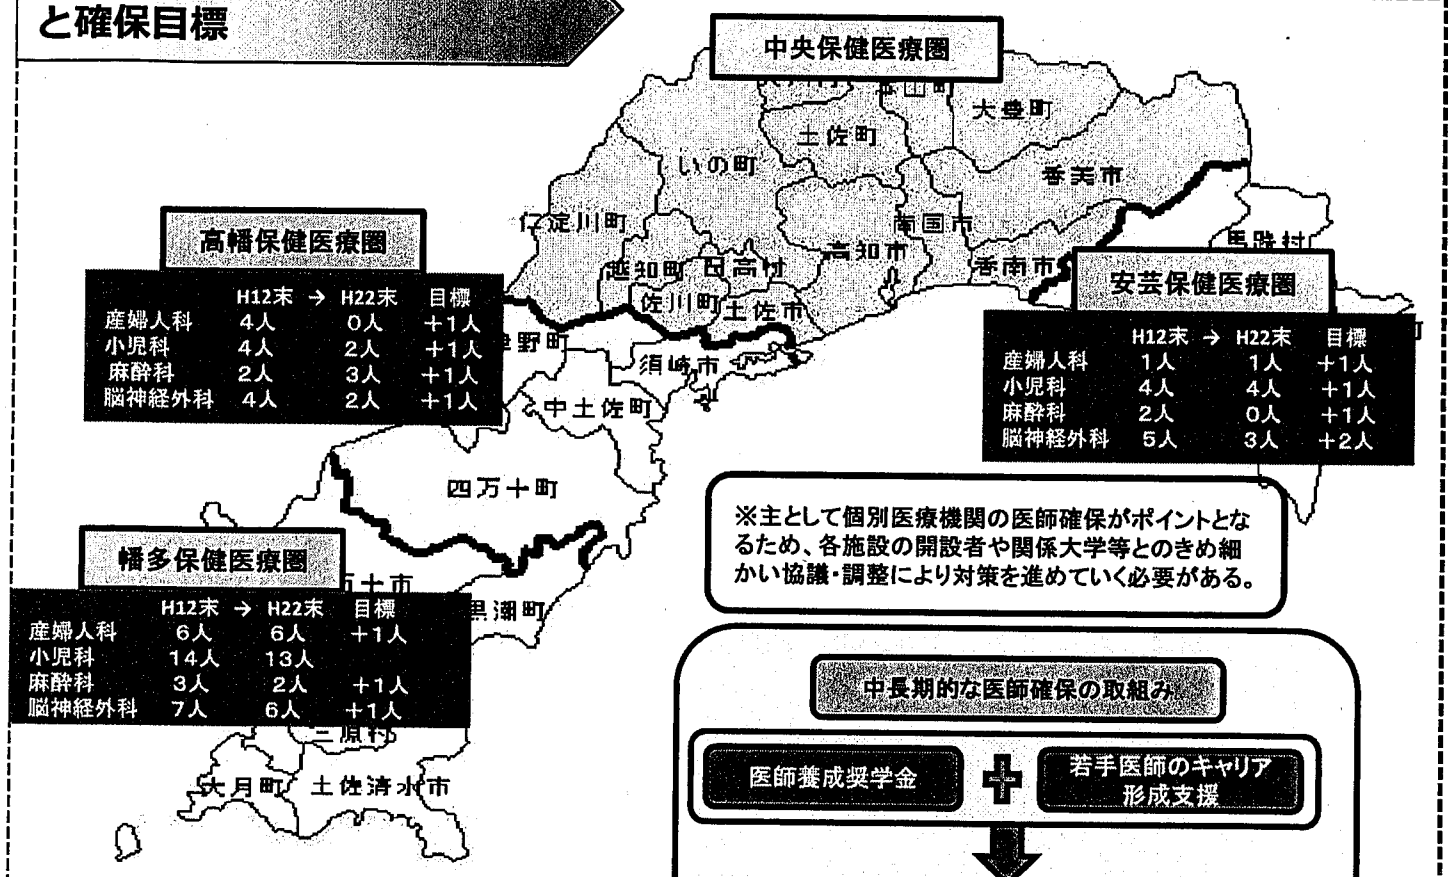 と確保目標
中央保健医療圏
大豊町
土佐町
いの町
香美市
仁淀川町
南国市
高知市
越知町
日高村
香南市
佐川町
土佐市
馬路村
高幡保健医療圏
H12末 → H22末 目標
産婦人科 4人 0人 +1人
小児科 4人 2人 +1人
麻酔科 2人 3人 +1人
脳神経外科 4人 2人 +1人
安芸保健医療圏
H12末 → H22末 目標
産婦人科 1人 1人 +1人
小児科 4人 4人 +1人
麻酔科 2人 0人 +1人
脳神経外科 5人 3人 +2人
野町
須崎市
中土佐町
四万十町
※主として個別医療機関の医師確保がポイントとな
るため、各施設の開設者や関係大学等とのきめ細
かい協議・調整により対策を進めていく必要がある。
幡多保健医療圏
万十市
黒潮町
H12末 → H22末 目標
産婦人科 6人 6人 +1人
小児科 14人 13人
麻酔科 3人 2人 +1人
脳神経外科 7人 6人 +1人
三原村
大月町
土佐清水市
中長期的な医師確保の取組み
医師養成奨学金
+
若手医師のキャリア
形成支援